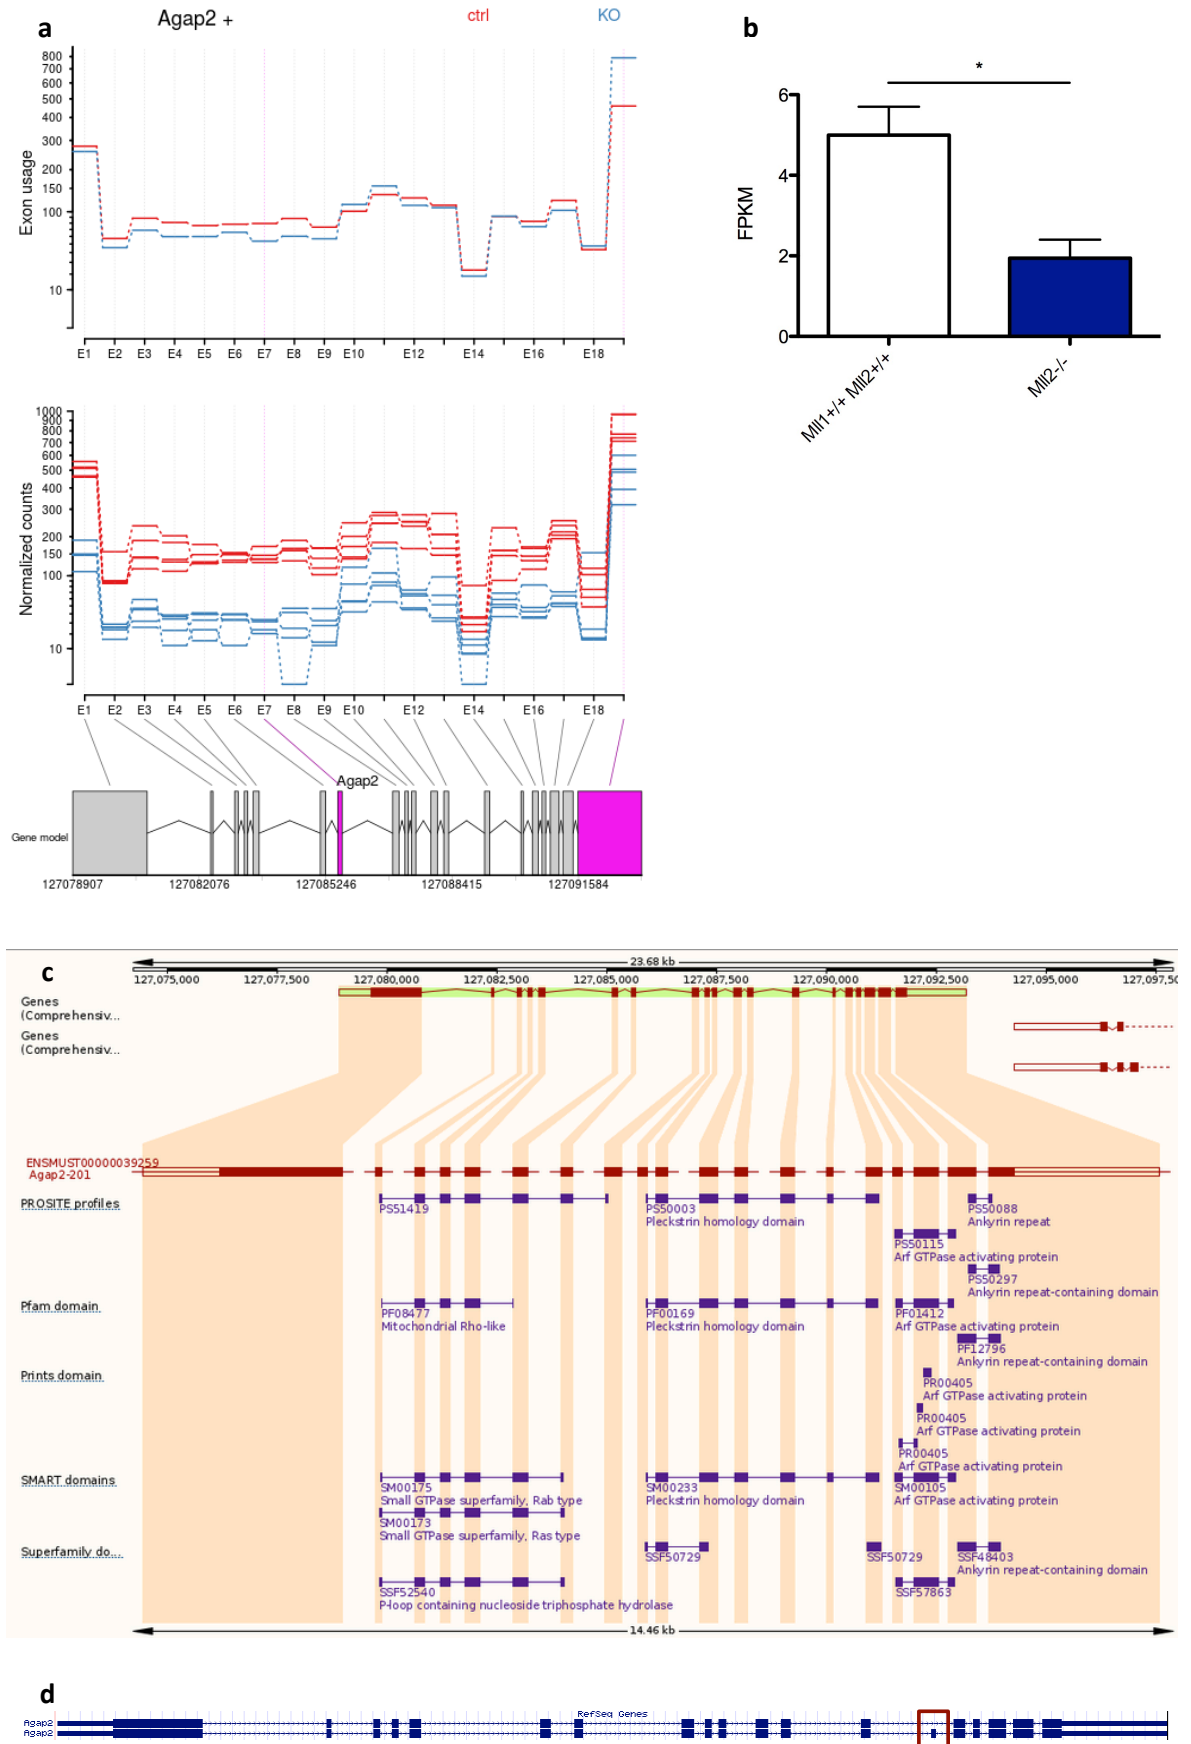 a
Agap2 +
ctrl
KO
Exon usage
800
700
600
500
400
300
200
150
100
10
E1 E2 E3 E4 E5 E6 E7 E8 E9 E10 E12 E14 E16 E18
b
*
FPKM
6
4
2
0
Mll1+/+ Mll2+/+
Mll2-/-
Normalized counts
1000
900
800
700
600
500
400
300
200
150
100
10
E1 E2 E3 E4 E5 E6 E7 E8 E9 E10 E12 E14 E16 E18
Agap2
Gene model
127078907 127082076 127085246 127088415 127091584
c
23.68 kb
127,075,000 127,077,500 127,080,000 127,082,500 127,085,000 127,087,500 127,090,000 127,092,500 127,095,000
Genes
(Comprehensiv...
Genes
(Comprehensiv...
ENSMUST00000039259
Agap2-201
PROSITE profiles
PS51419
PS50003
Pleckstrin homology domain
PS50088
Ankyrin repeat
PS50115
Arf GTPase activating protein
PS50297
Ankyrin repeat-containing domain
Pfam domain
PF08477
Mitochondrial Rho-like
PF00169
Pleckstrin homology domain
PF01412
Arf GTPase activating protein
PF12796
Ankyrin repeat-containing domain
Prints domain
PR00405
Arf GTPase activating protein
PR00405
Arf GTPase activating protein
PR00405
Arf GTPase activating protein
SMART domains
SM00175
Small GTPase superfamily, Rab type
SM00233
Pleckstrin homology domain
SM00105
Arf GTPase activating protein
SM00173
Small GTPase superfamily, Ras type
Superfamily do...
SSF50729
SSF50729
SSF48403
Ankyrin repeat-containing domain
SSF52540
P-loop containing nucleoside triphosphate hydrolase
SSF57863
14.46 kb
d
RefSeq Genes
Agap2
Agap2